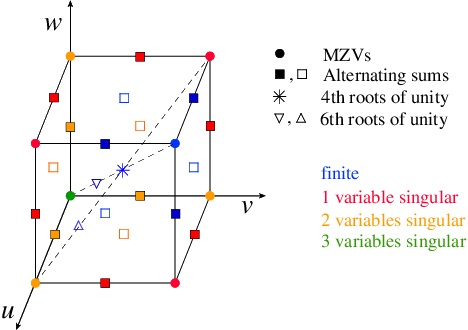 w
MZVs
, Alternating sums
4th roots of unity
, 6th roots of unity
finite
1 variable singular
2 variables singular
3 variables singular
v
u